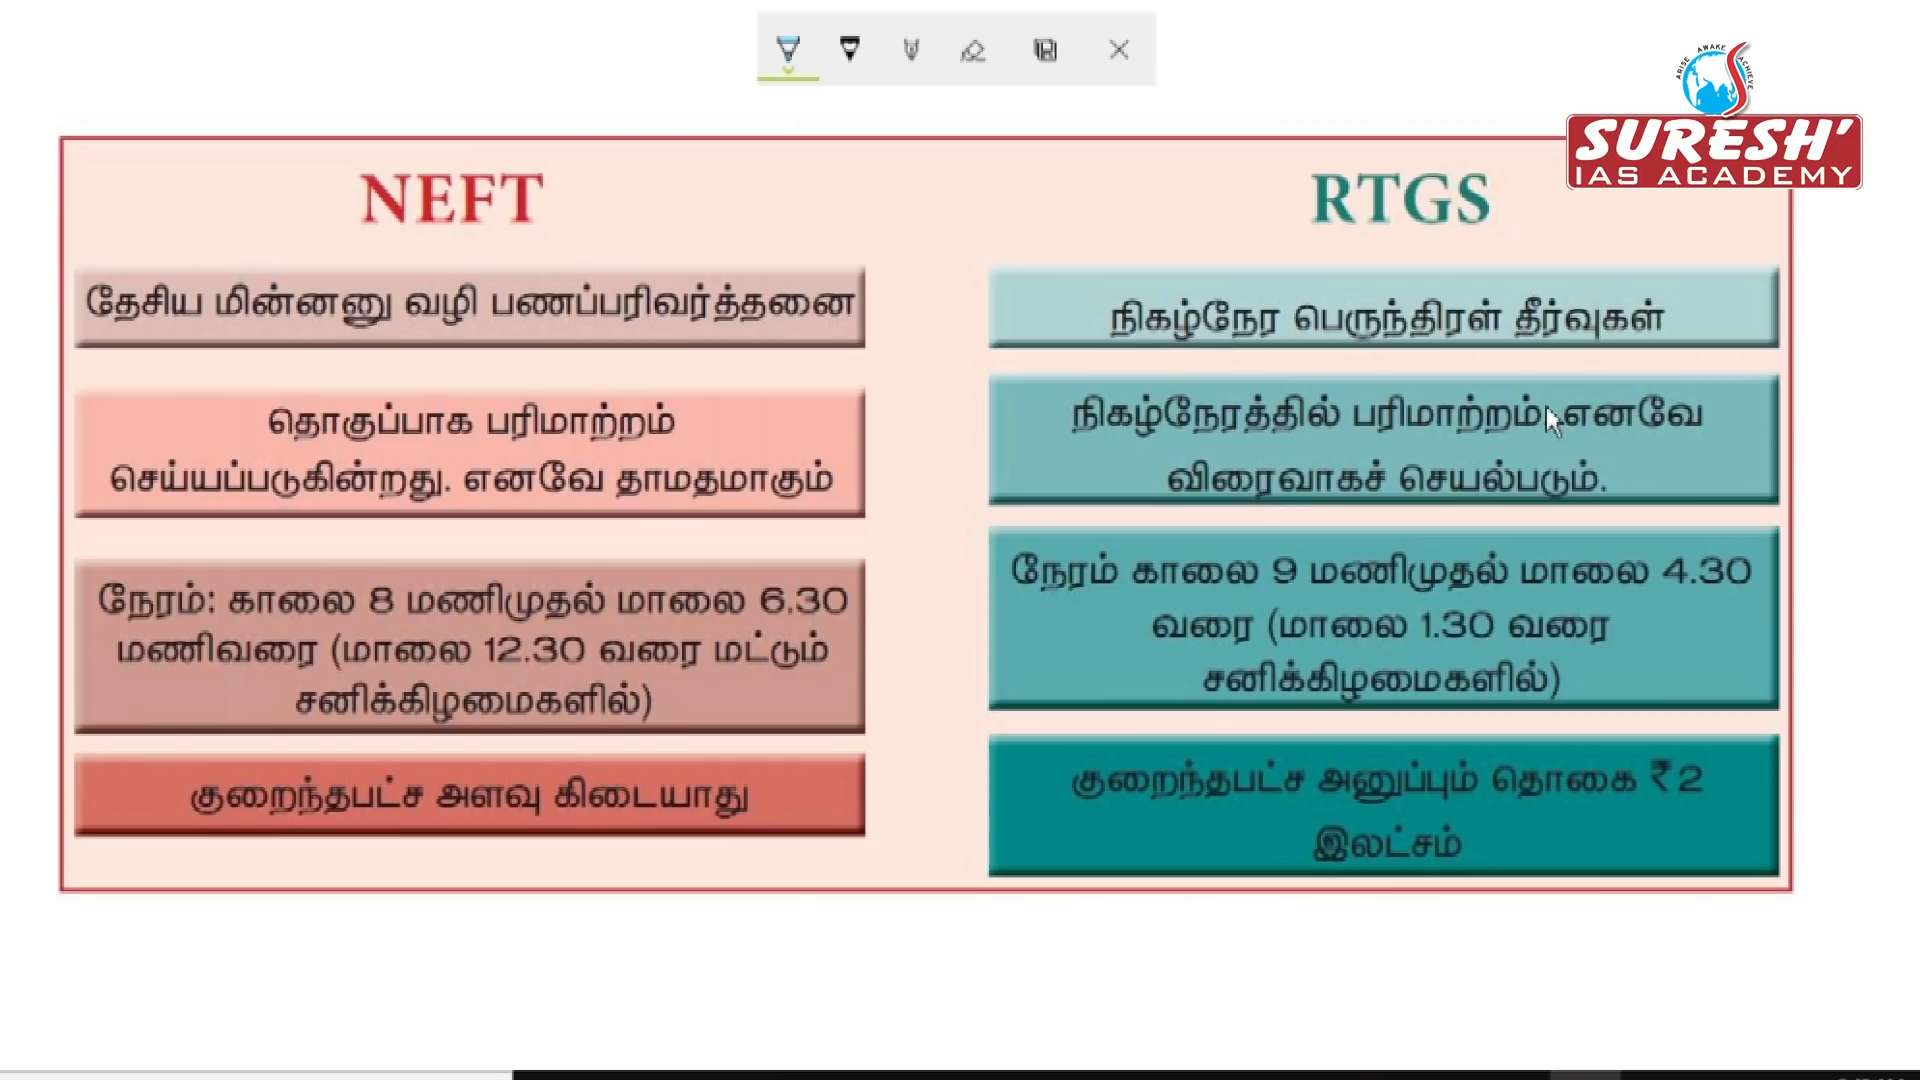 ARISE AWAKE ACHIEVE
SURESH'
IAS ACADEMY
NEFT
தேசிய மின்னனு வழி பணப்பரிவர்த்தனை
தொகுப்பாக பரிமாற்றம்
செய்யப்படுகின்றது. எனவே தாமதமாகும்
நேரம்: காலை 8 மணிமுதல் மாலை 6.30
மணிவரை (மாலை 12.30 வரை மட்டும்
சனிக்கிழமைகளில்)
குறைந்தபட்ச அளவு கிடையாது
RTGS
நிகழ்நேர பெருந்திரள் தீர்வுகள்
நிகழ்நேரத்தில் பரிமாற்றம். எனவே
விரைவாகச் செயல்படும்.
நேரம் காலை 9 மணிமுதல் மாலை 4.30
வரை (மாலை 1.30 வரை
சனிக்கிழமைகளில்)
குறைந்தபட்ச அனுப்பும் தொகை ₹2
இலட்சம்